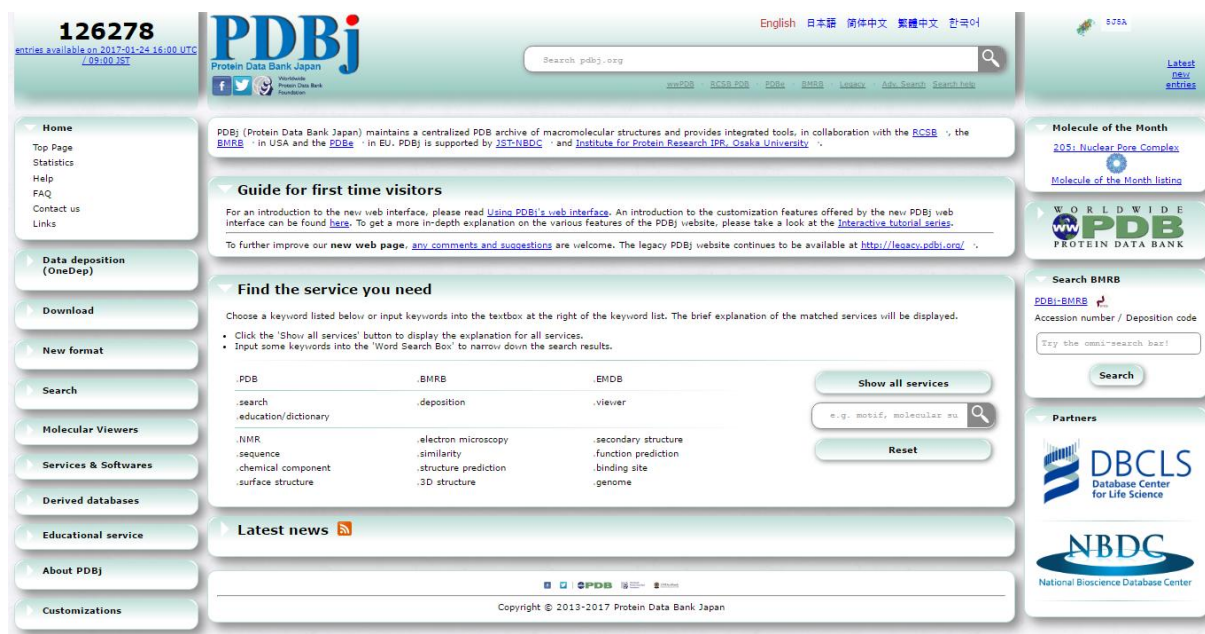 126278
entries available on 2017-01-24 16:00 UTC
/ 09:00 JST
PDBj
Protein Data Bank Japan
Worldwide
Protein Data Bank
Foundation
English 日本語 简体中文 繁體中文 한국어
Search pdbj.org
wwPDB RCSB PDB PDBe BMRB Legacy Adv. Search Search help
5J5A
Latest
new
entries
Home
Top Page
Statistics
Help
FAQ
Contact us
Links
Data deposition
(OneDep)
Download
New format
Search
Molecular Viewers
Services & Softwares
Derived databases
Educational service
About PDBj
Customizations
PDBj (Protein Data Bank Japan) maintains a centralized PDB archive of macromolecular structures and provides integrated tools, in collaboration with the RCSB, the
BMRB in USA and the PDBe in EU. PDBj is supported by JST-NBDC and Institute for Protein Research IPR, Osaka University.
Guide for first time visitors
For an introduction to the new web interface, please read Using PDBj's web interface. An introduction to the customization features offered by the new PDBj web
interface can be found here. To get a more in-depth explanation on the various features of the PDBj website, please take a look at the Interactive tutorial series.
To further improve our new web page, any comments and suggestions are welcome. The legacy PDBj website continues to be available at http://legacy.pdbj.org/ .
Find the service you need
Choose a keyword listed below or input keywords into the textbox at the right of the keyword list. The brief explanation of the matched services will be displayed.
• Click the 'Show all services' button to display the explanation for all services.
• Input some keywords into the 'Word Search Box' to narrow down the search results.
.PDB .BMRB .EMDB
.search .deposition .viewer
.education/dictionary
.NMR .electron microscopy .secondary structure
.sequence .similarity .function prediction
.chemical component .structure prediction .binding site
.surface structure .3D structure .genome
Show all services
e.g. motif, molecular su
Reset
Latest news
PDB
Copyright © 2013-2017 Protein Data Bank Japan
Molecule of the Month
205: Nuclear Pore Complex
Molecule of the Month listing
WORLDWIDE
ww PDB
PROTEIN DATA BANK
Search BMRB
PDBj-BMRB
Accession number / Deposition code
Try the omni-search bar!
Search
Partners
DBCLS
Database Center
for Life Science
NBDC
National Bioscience Database Center